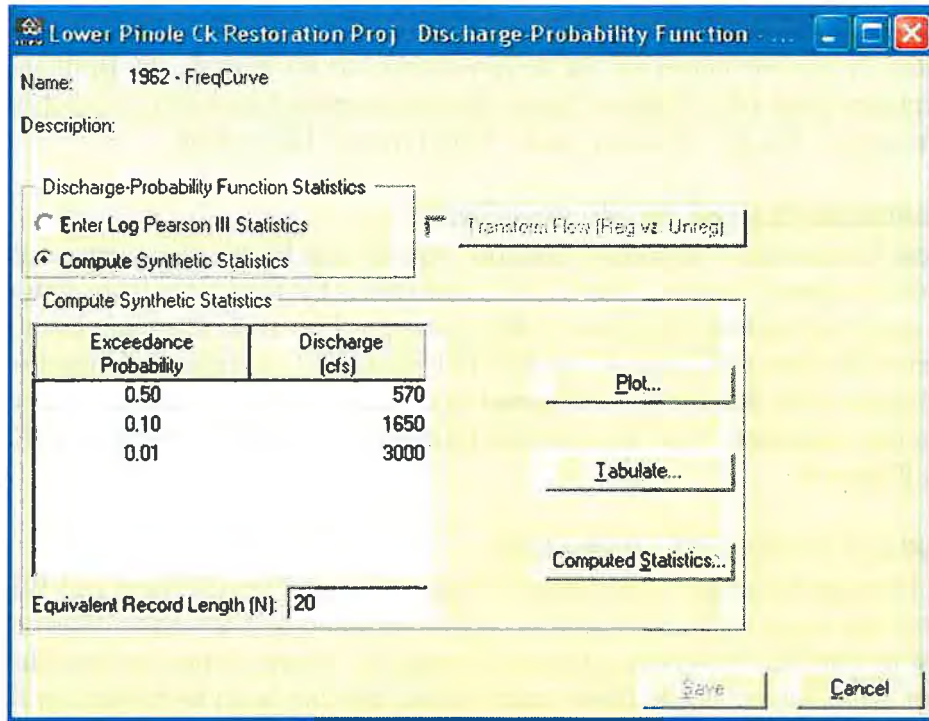 Lower Pinole Ck Restoration Proj Discharge-Probability Function - ...
Name: 1962 - FreqCurve
Description:
Discharge-Probability Function Statistics
Enter Log Pearson III Statistics
Transform Flow (Reg vs. Unreg)
Compute Synthetic Statistics
Compute Synthetic Statistics
Exceedance Probability Discharge (cfs)
0.50 570
0.10 1650
0.01 3000
Plot...
Tabulate...
Computed Statistics...
Equivalent Record Length (N): 20
Save Cancel